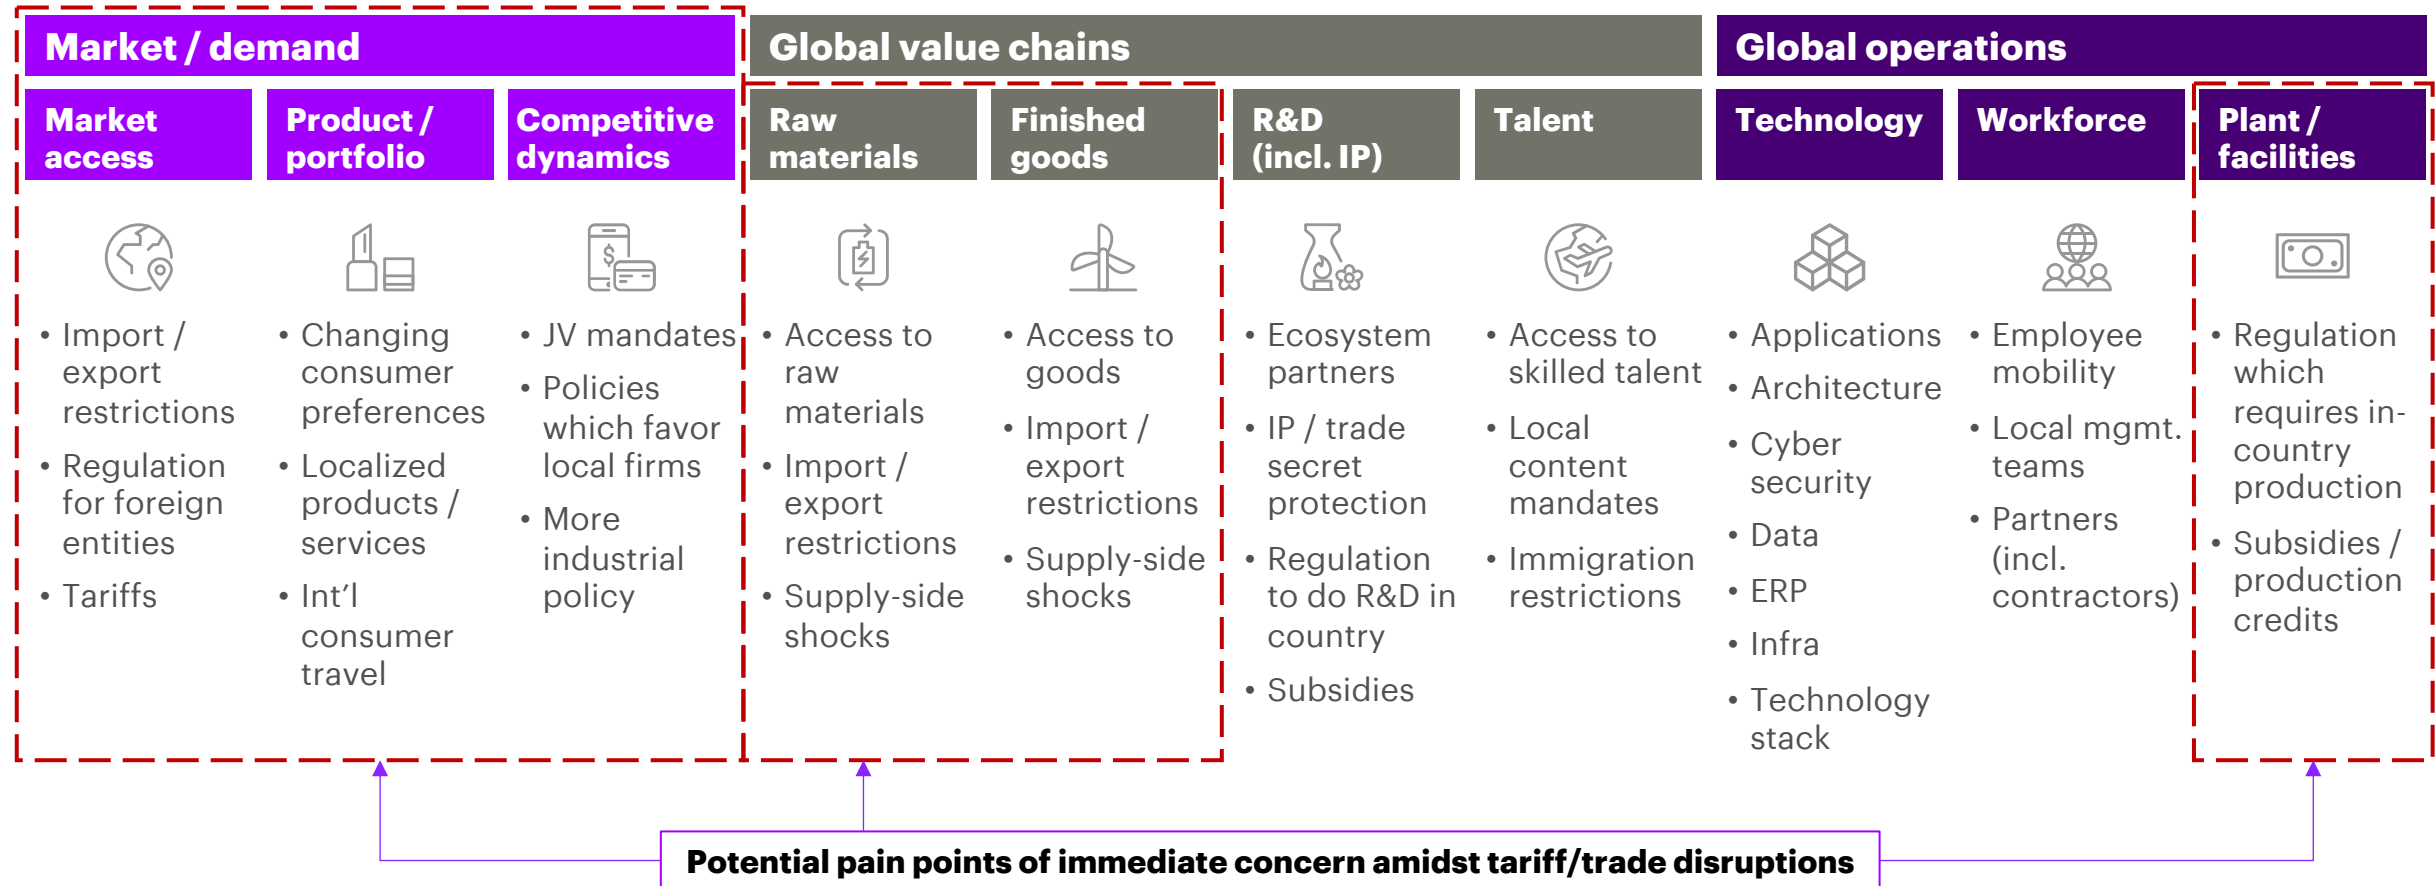 Market / demand
Global value chains
Global operations
Market
access
Product /
portfolio
Competitive
dynamics
Raw
materials
Finished
goods
R&D
(incl. IP)
Talent
Technology
Workforce
Plant /
facilities
$
• Import /
export
restrictions
• Regulation
for foreign
entities
• Tariffs
• Changing
consumer
preferences
• Localized
products /
services
• Int’l
consumer
travel
• JV mandates
• Policies
which favor
local firms
• More
industrial
policy
• Access to
raw
materials
• Import /
export
restrictions
• Supply-side
shocks
• Access to
goods
• Import /
export
restrictions
• Supply-side
shocks
• Ecosystem
partners
• IP / trade
secret
protection
• Regulation
to do R&D in
country
• Subsidies
• Access to
skilled talent
• Local
content
mandates
• Immigration
restrictions
• Applications
• Architecture
• Cyber
security
• Data
• ERP
• Infra
• Technology
stack
• Employee
mobility
• Local mgmt.
teams
• Partners
(incl.
contractors)
• Regulation
which
requires in-
country
production
• Subsidies /
production
credits
Potential pain points of immediate concern amidst tariff/trade disruptions